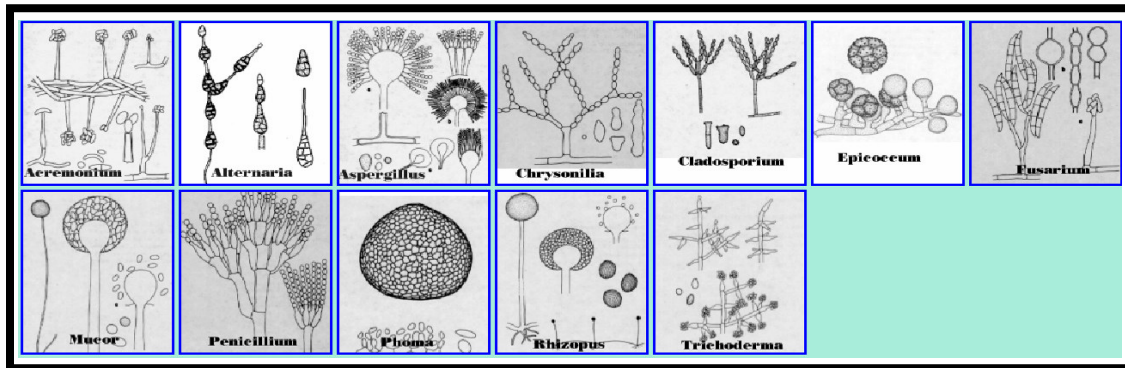 Acremonium
Alternaria
Aspergillus
Chrysonilia
Cladosporium
Epicoccum
Fusarium
Mucor
Penicillium
Phoma
Rhizopus
Trichoderma